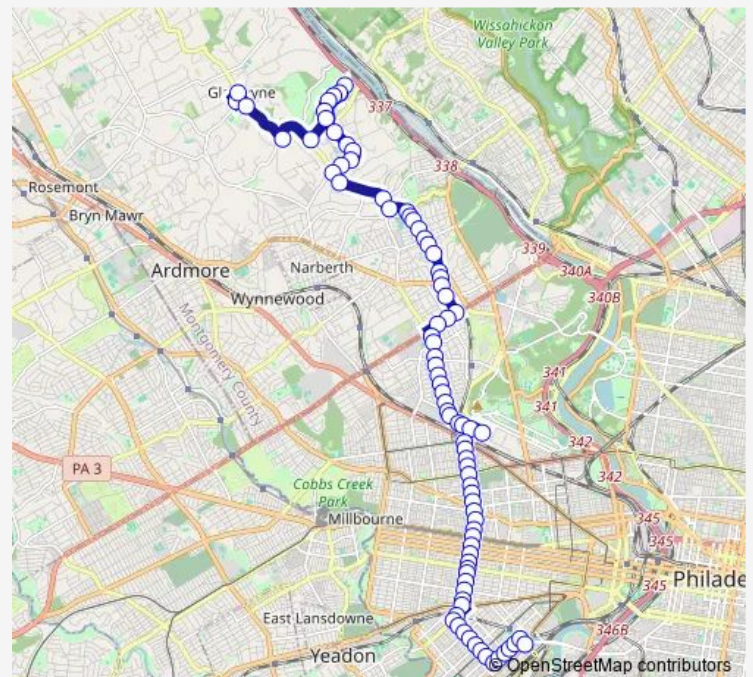 Wissahickon
Valley Park
337
338
Rosemont
Bryn Mawr
Ardmore
Narberth
Wynnewood
339
340A
340B
Montgomery
County
341
341
342
342
PA 3
Cobbs Creek
Park
Millbourne
345
345
345
East Lansdowne
Yeadon
346B
Philade
© OpenStreetMap contributors